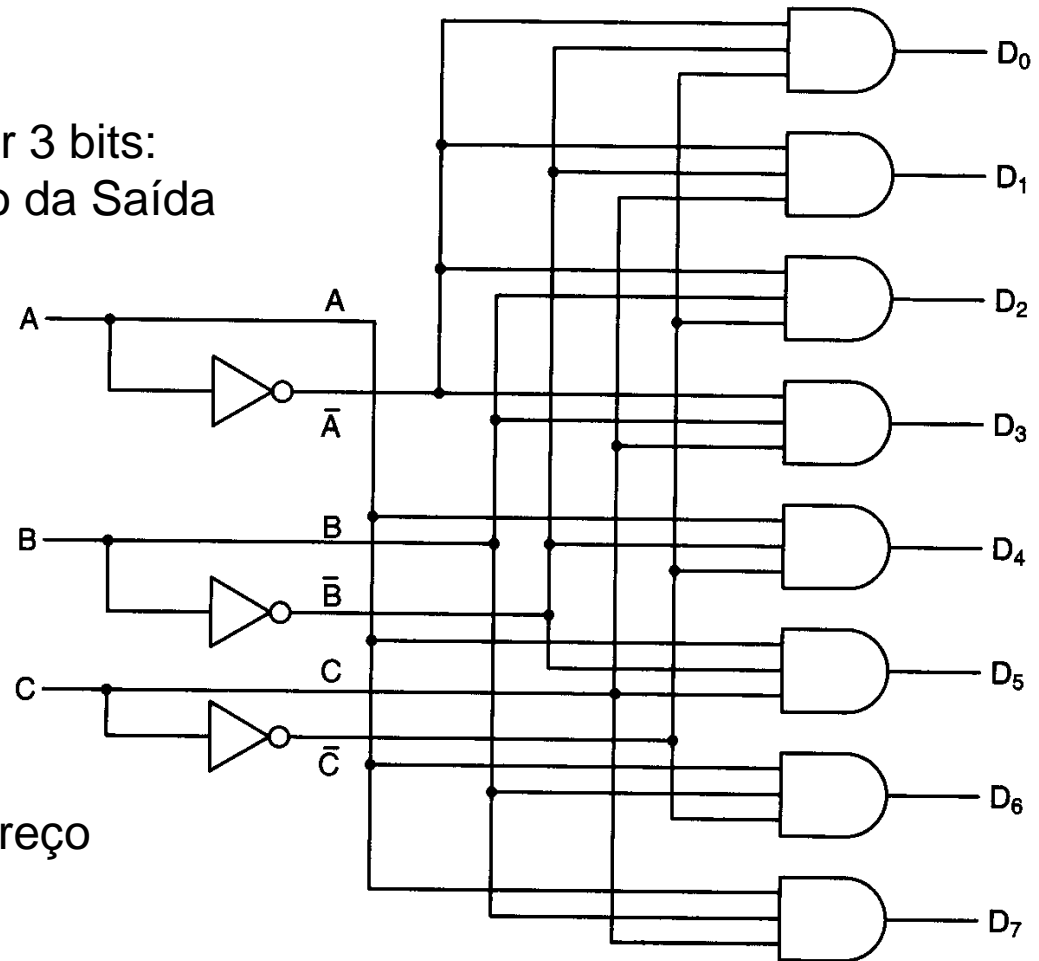 r 3 bits:
o da Saída
A
A
A̅
B
B
B̅
C
C
C̅
reço
D₀
D₁
D₂
D₃
D₄
D₅
D₆
D₇